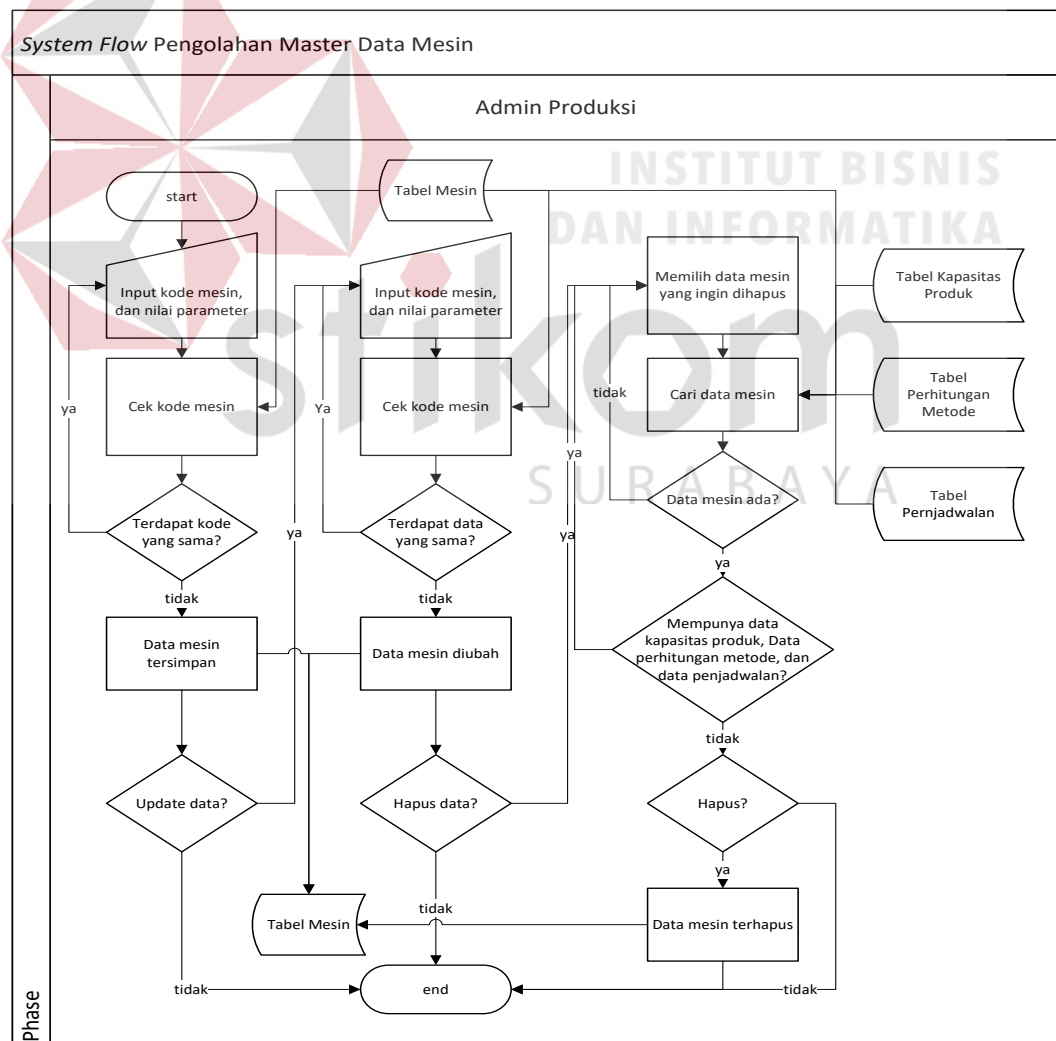 System Flow Pengolahan Master Data Mesin
Admin Produksi
INSTITUT BISNIS
DAN INFORMATIKA
stikom
SURABAYA
start
Tabel Mesin
Input kode mesin,
dan nilai parameter
Input kode mesin,
dan nilai parameter
Memilih data mesin
yang ingin dihapus
Tabel Kapasitas
Produk
Cek kode mesin
Cek kode mesin
Cari data mesin
Tabel
Perhitungan
Metode
ya
Ya
tidak
ya
Terdapat kode
yang sama?
Terdapat data
yang sama?
Data mesin ada?
Tabel
Pernjadwalan
ya
ya
ya
tidak
tidak
Data mesin
tersimpan
Data mesin diubah
Mempunya data
kapasitas produk, Data
perhitungan metode, dan
data penjadwalan?
tidak
Update data?
Hapus data?
Hapus?
ya
Tabel Mesin
tidak
Data mesin terhapus
tidak
end
tidak
Phase